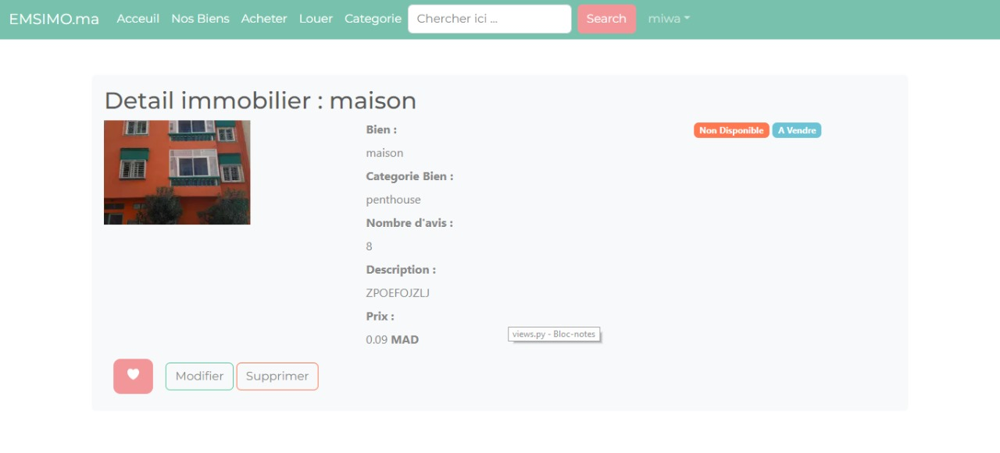 EMSIMO.ma Acceuil Nos Biens Acheter Louer Categorie Chercher ici ... Search miwa
Detail immobilier : maison
Bien :
Non Disponible A Vendre
maison
Categorie Bien :
penthouse
Nombre d'avis :
8
Description :
ZPOEFOJZLJ
Prix :
views.py - Bloc-notes
0.09 MAD
Modifier Supprimer